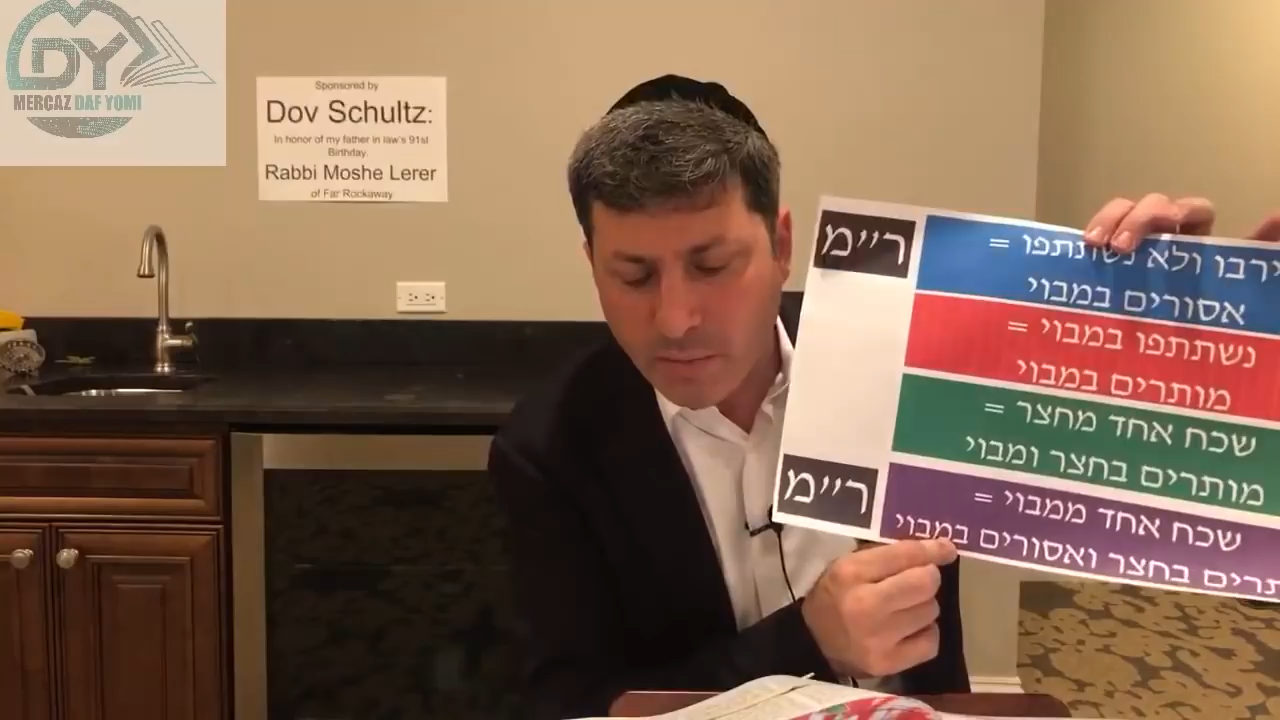 DY
MERCAZ DAF YOMI
Sponsored by
Dov Schultz:
In honor of my father in law's 91st
Birthday.
Rabbi Moshe Lerer
of Far Rockaway
ר״מ
ולא נשתתפו =
אסורים במבוי
נשתתפו במבוי =
מותרים במבוי
שכח אחד מחצר =
מותרים בחצר ומבוי
ר״מ
שכח אחד ממבוי =
בחצר ואסורים במבוי